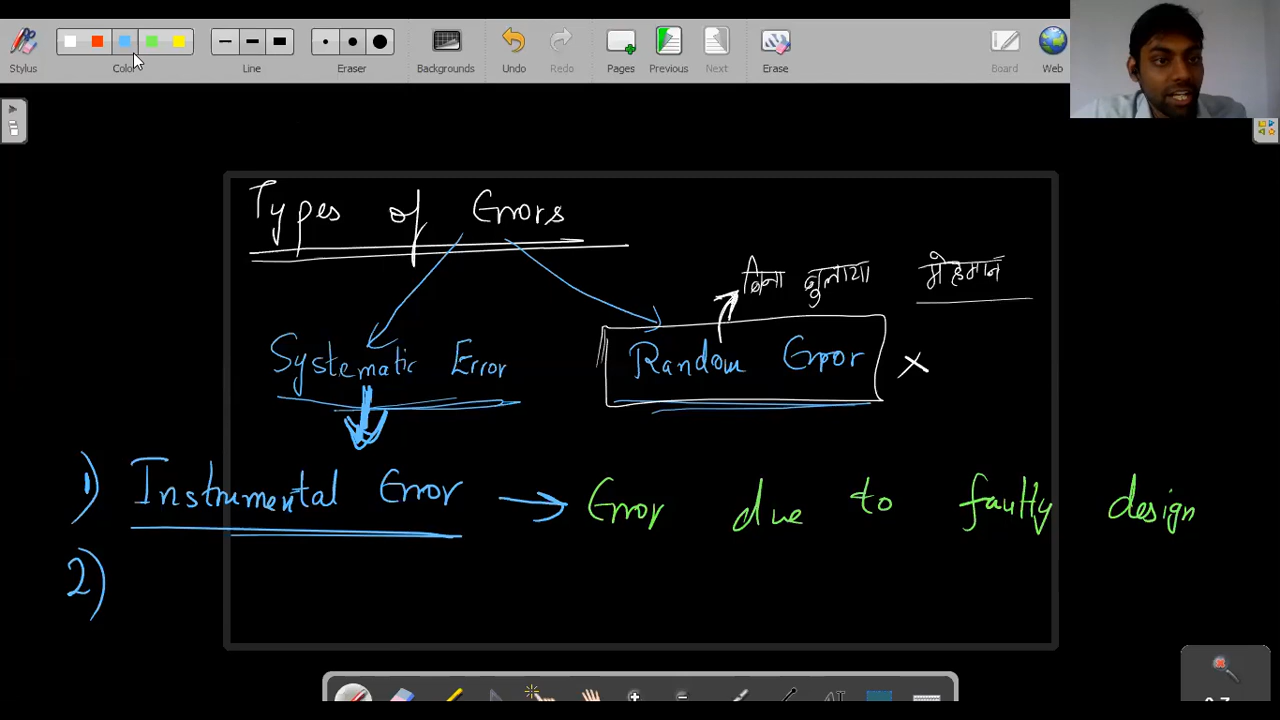 Stylus
Color
Line
Eraser
Backgrounds
Undo
Redo
Pages
Previous
Next
Erase
Board
Web
Types of Errors
बिना बुलाया मेहमान
Systematic Error
Random Error ×
1) Instrumental Error → Error due to faulty design
2)